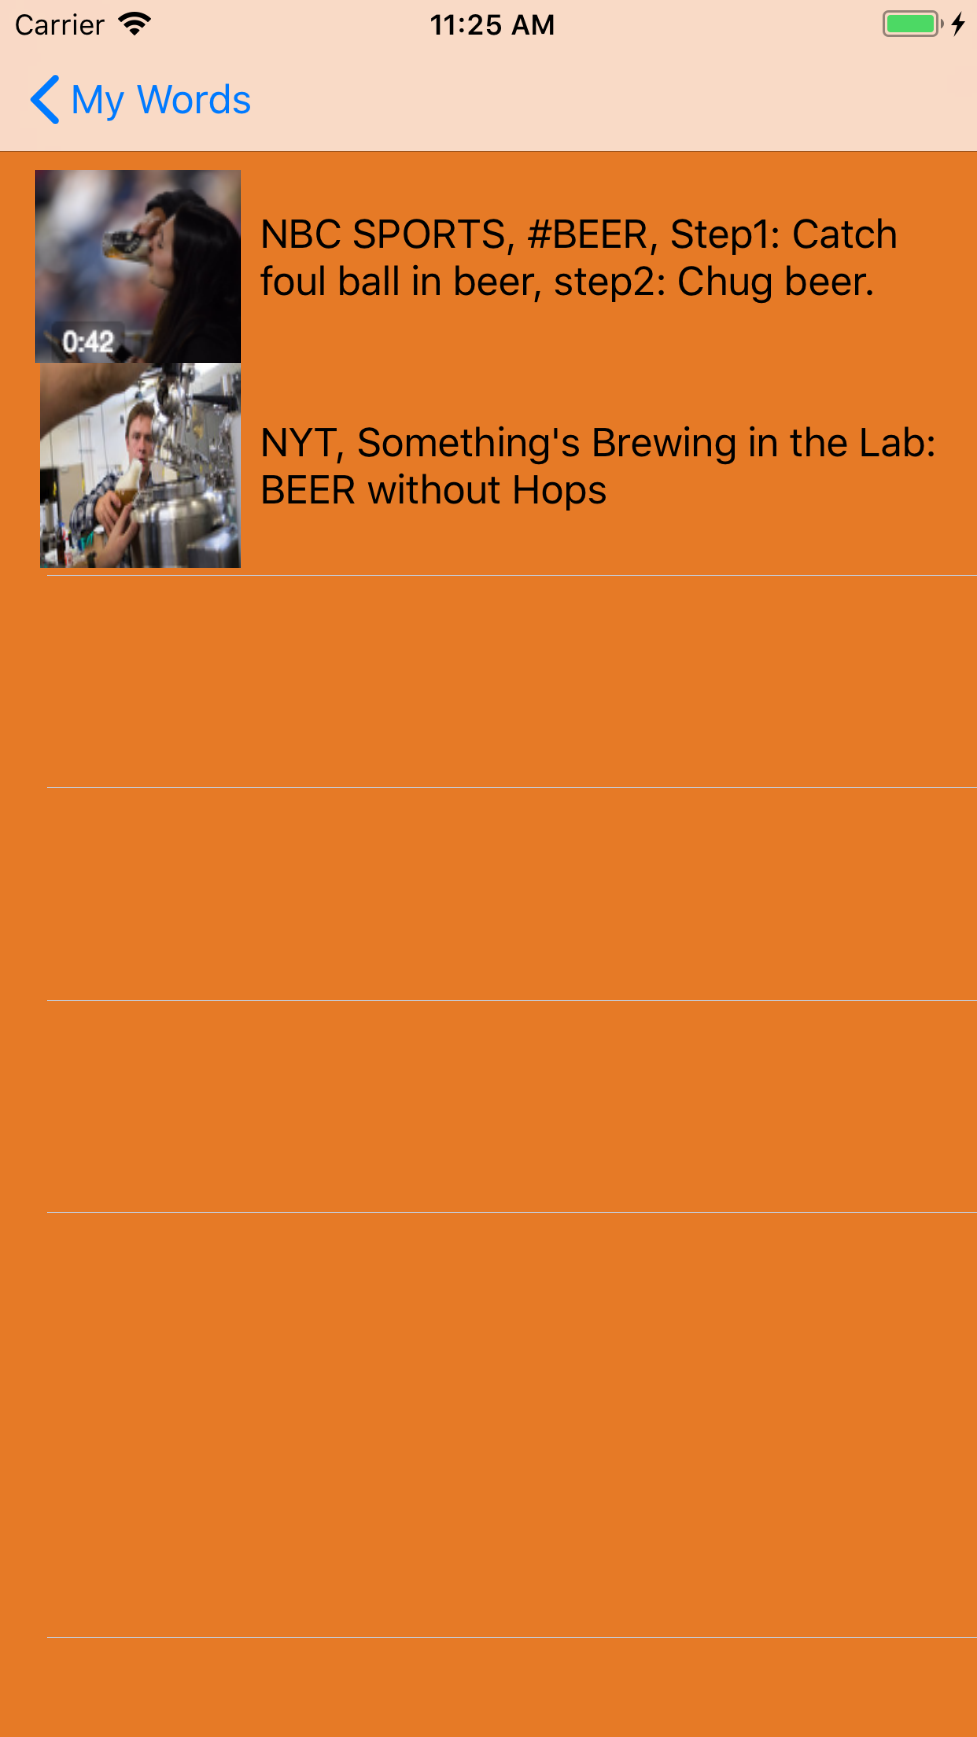 Carrier 11:25 AM
My Words
NBC SPORTS, #BEER, Step1: Catch
foul ball in beer, step2: Chug beer.
0:42
NYT, Something's Brewing in the Lab:
BEER without Hops